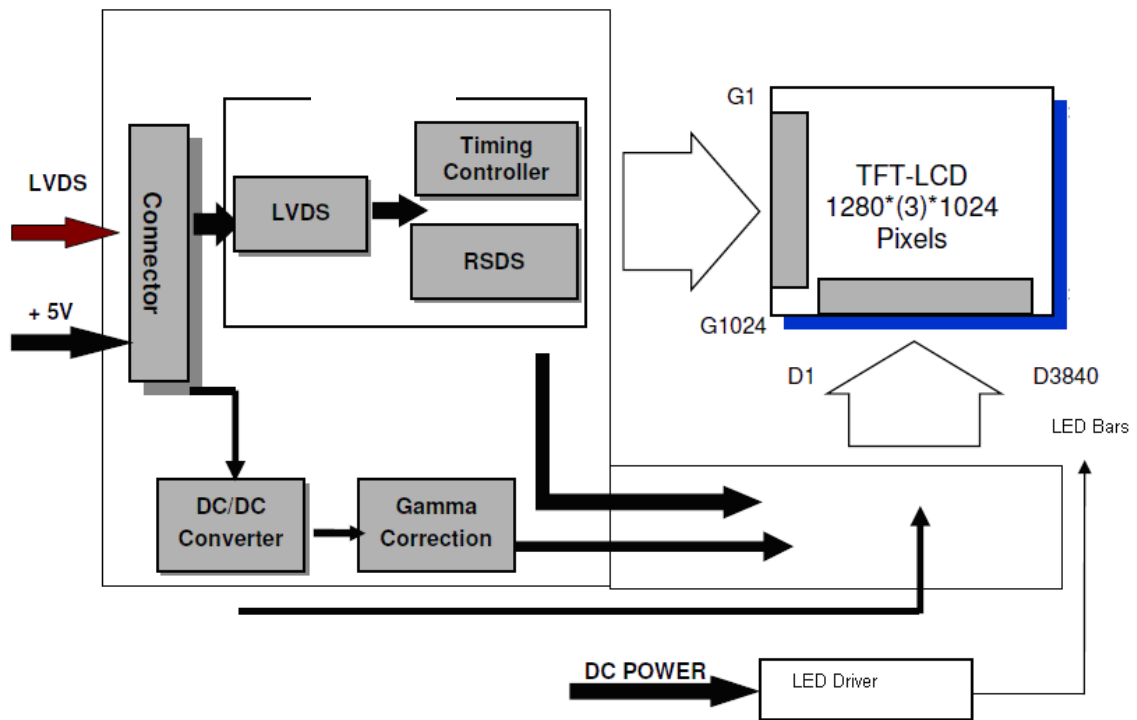 LVDS
+ 5V
Connector
LVDS
Timing
Controller
RSDS
DC/DC
Converter
Gamma
Correction
G1
G1024
TFT-LCD
1280*(3)*1024
Pixels
D1
D3840
LED Bars
DC POWER
LED Driver